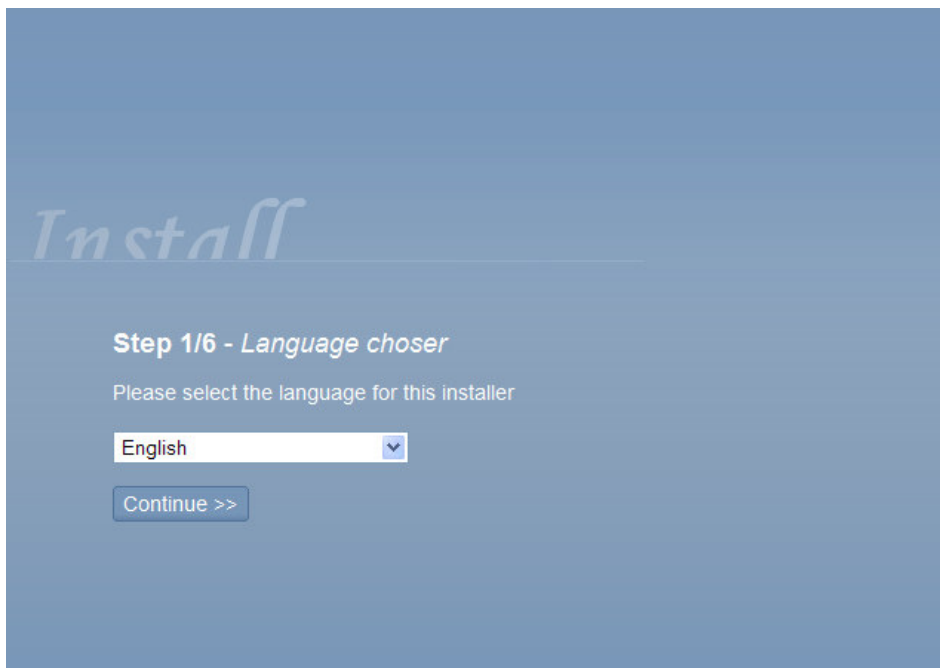 Install
Step 1/6 - Language choser
Please select the language for this installer
English
Continue >>